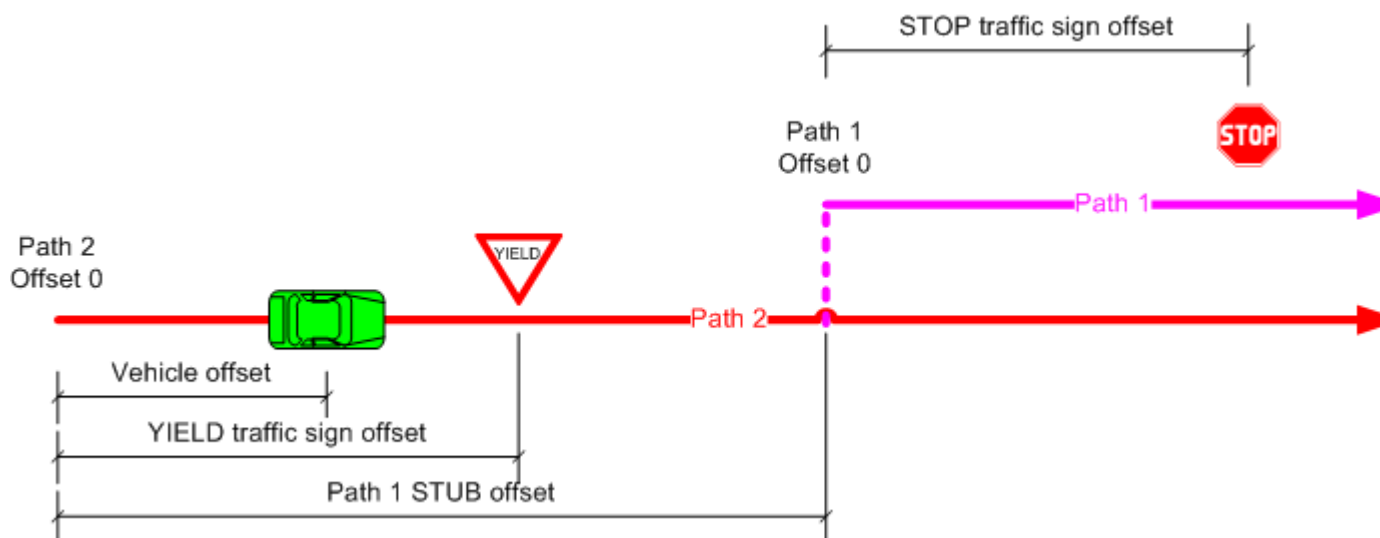 STOP traffic sign offset
Path 1
Offset 0
STOP
Path 1
Path 2
Offset 0
YIELD
Path 2
Vehicle offset
YIELD traffic sign offset
Path 1 STUB offset